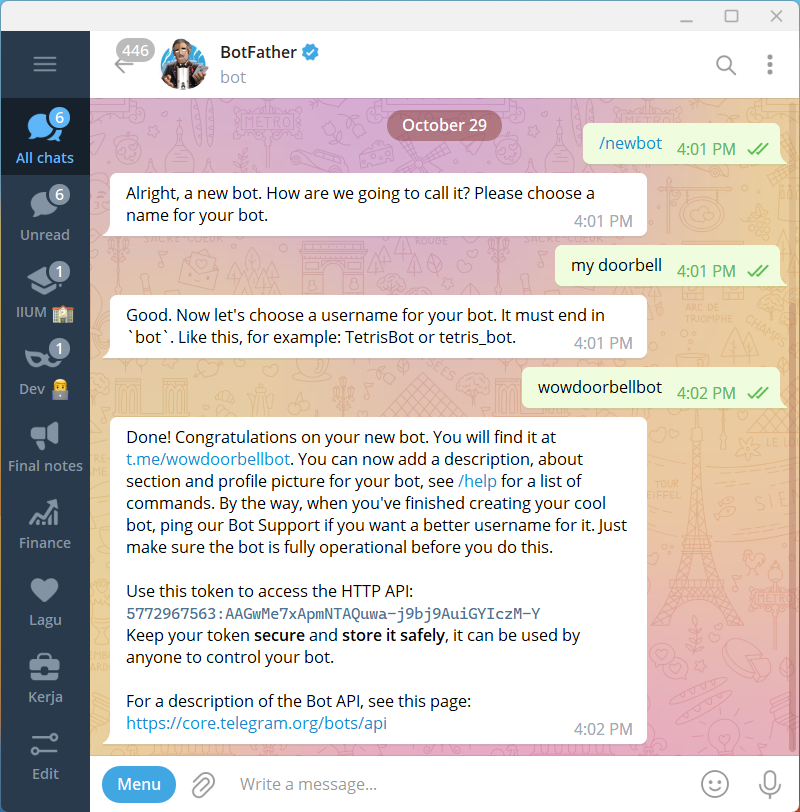 446
BotFather
bot
6
All chats
6
Unread
1
IIUM
1
Dev
Final notes
Finance
Lagu
Kerja
Edit
October 29
/newbot 4:01 PM
Alright, a new bot. How are we going to call it? Please choose a
name for your bot.
4:01 PM
my doorbell 4:01 PM
Good. Now let's choose a username for your bot. It must end in
`bot`. Like this, for example: TetrisBot or tetris_bot.
4:01 PM
wowdoorbellbot 4:02 PM
Done! Congratulations on your new bot. You will find it at
t.me/wowdoorbellbot. You can now add a description, about
section and profile picture for your bot, see /help for a list of
commands. By the way, when you've finished creating your cool
bot, ping our Bot Support if you want a better username for it. Just
make sure the bot is fully operational before you do this.
Use this token to access the HTTP API:
5772967563:AAGwMe7xApmNTAQuwa-j9bj9AuiGYIczM-Y
Keep your token secure and store it safely, it can be used by
anyone to control your bot.
For a description of the Bot API, see this page:
https://core.telegram.org/bots/api
4:02 PM
Menu
Write a message...
METRO
SACRE COEUR
ARC DE
TRIOMPHE
TOUR
EIFFEL
METRO